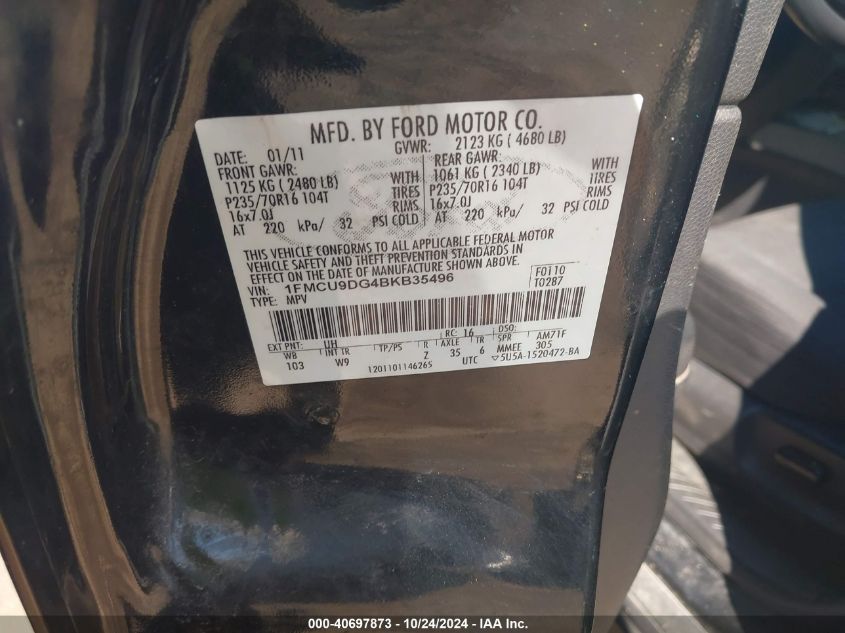 MFD. BY FORD MOTOR CO.
DATE: 01/11 GVWR: 2123 KG ( 4680 LB)
FRONT GAWR: REAR GAWR:
1125 KG ( 2480 LB) WITH 1061 KG ( 2340 LB) WITH
P235/70R16 104T TIRES P235/70R16 104T TIRES
16x7.0J RIMS 16x7.0J RIMS
AT 220 kPa/ 32 PSI COLD AT 220 kPa/ 32 PSI COLD
THIS VEHICLE CONFORMS TO ALL APPLICABLE FEDERAL MOTOR
VEHICLE SAFETY AND THEFT PREVENTION STANDARDS IN
EFFECT ON THE DATE OF MANUFACTURE SHOWN ABOVE.
VIN: 1FMCU9DG4BKB35496 F0110
TYPE: MPV T0287
EXT PNT: UH RC: 16 DSO:
W8 INT TR TP/PS R AXLE TR SPR AM71F
103 W9 Z 35 6 MMEE 305
1201101146265 UTC ▽5U5A-1520472-BA
000-40697873 - 10/24/2024 - IAA Inc.